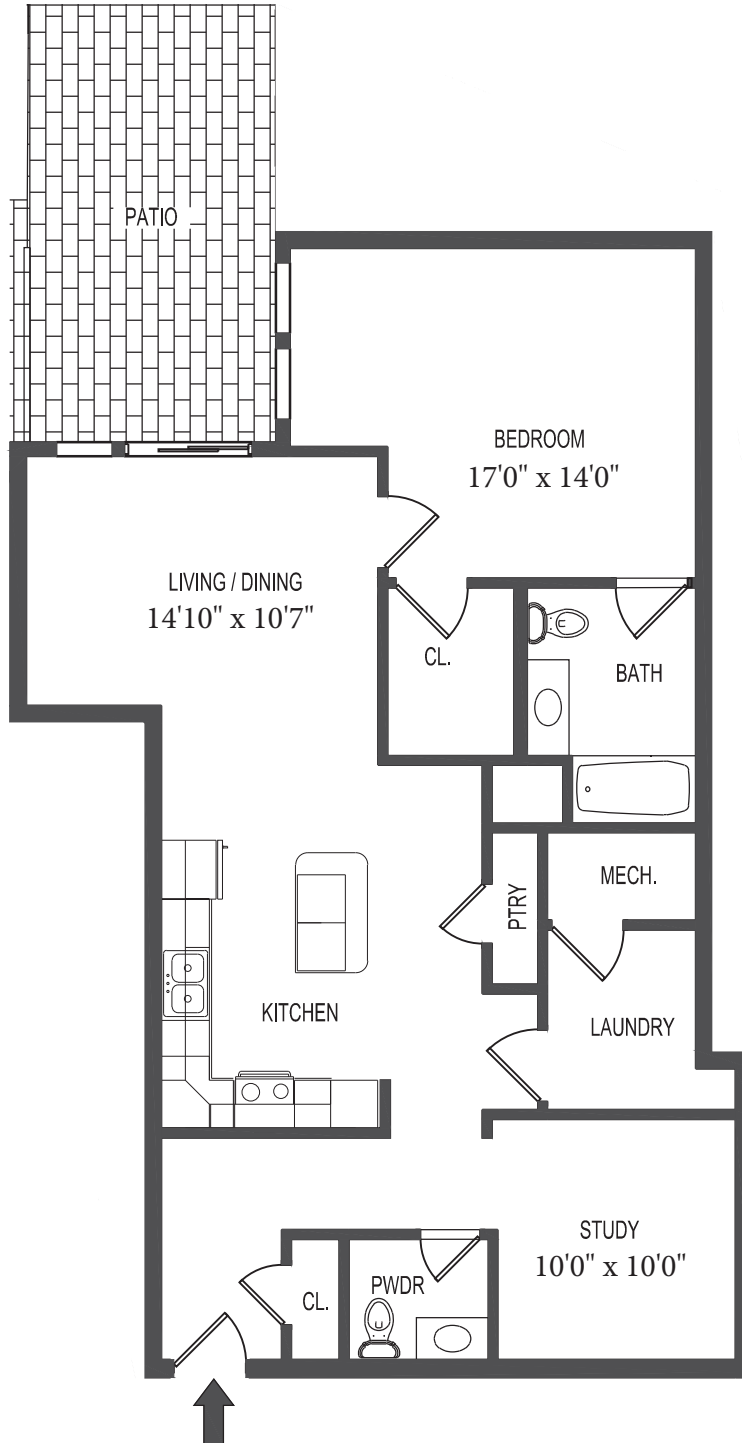 PATIO
BEDROOM
17'0" x 14'0"
LIVING / DINING
14'10" x 10'7"
CL.
BATH
MECH.
PTRY
KITCHEN
LAUNDRY
STUDY
10'0" x 10'0"
PWDR
CL.